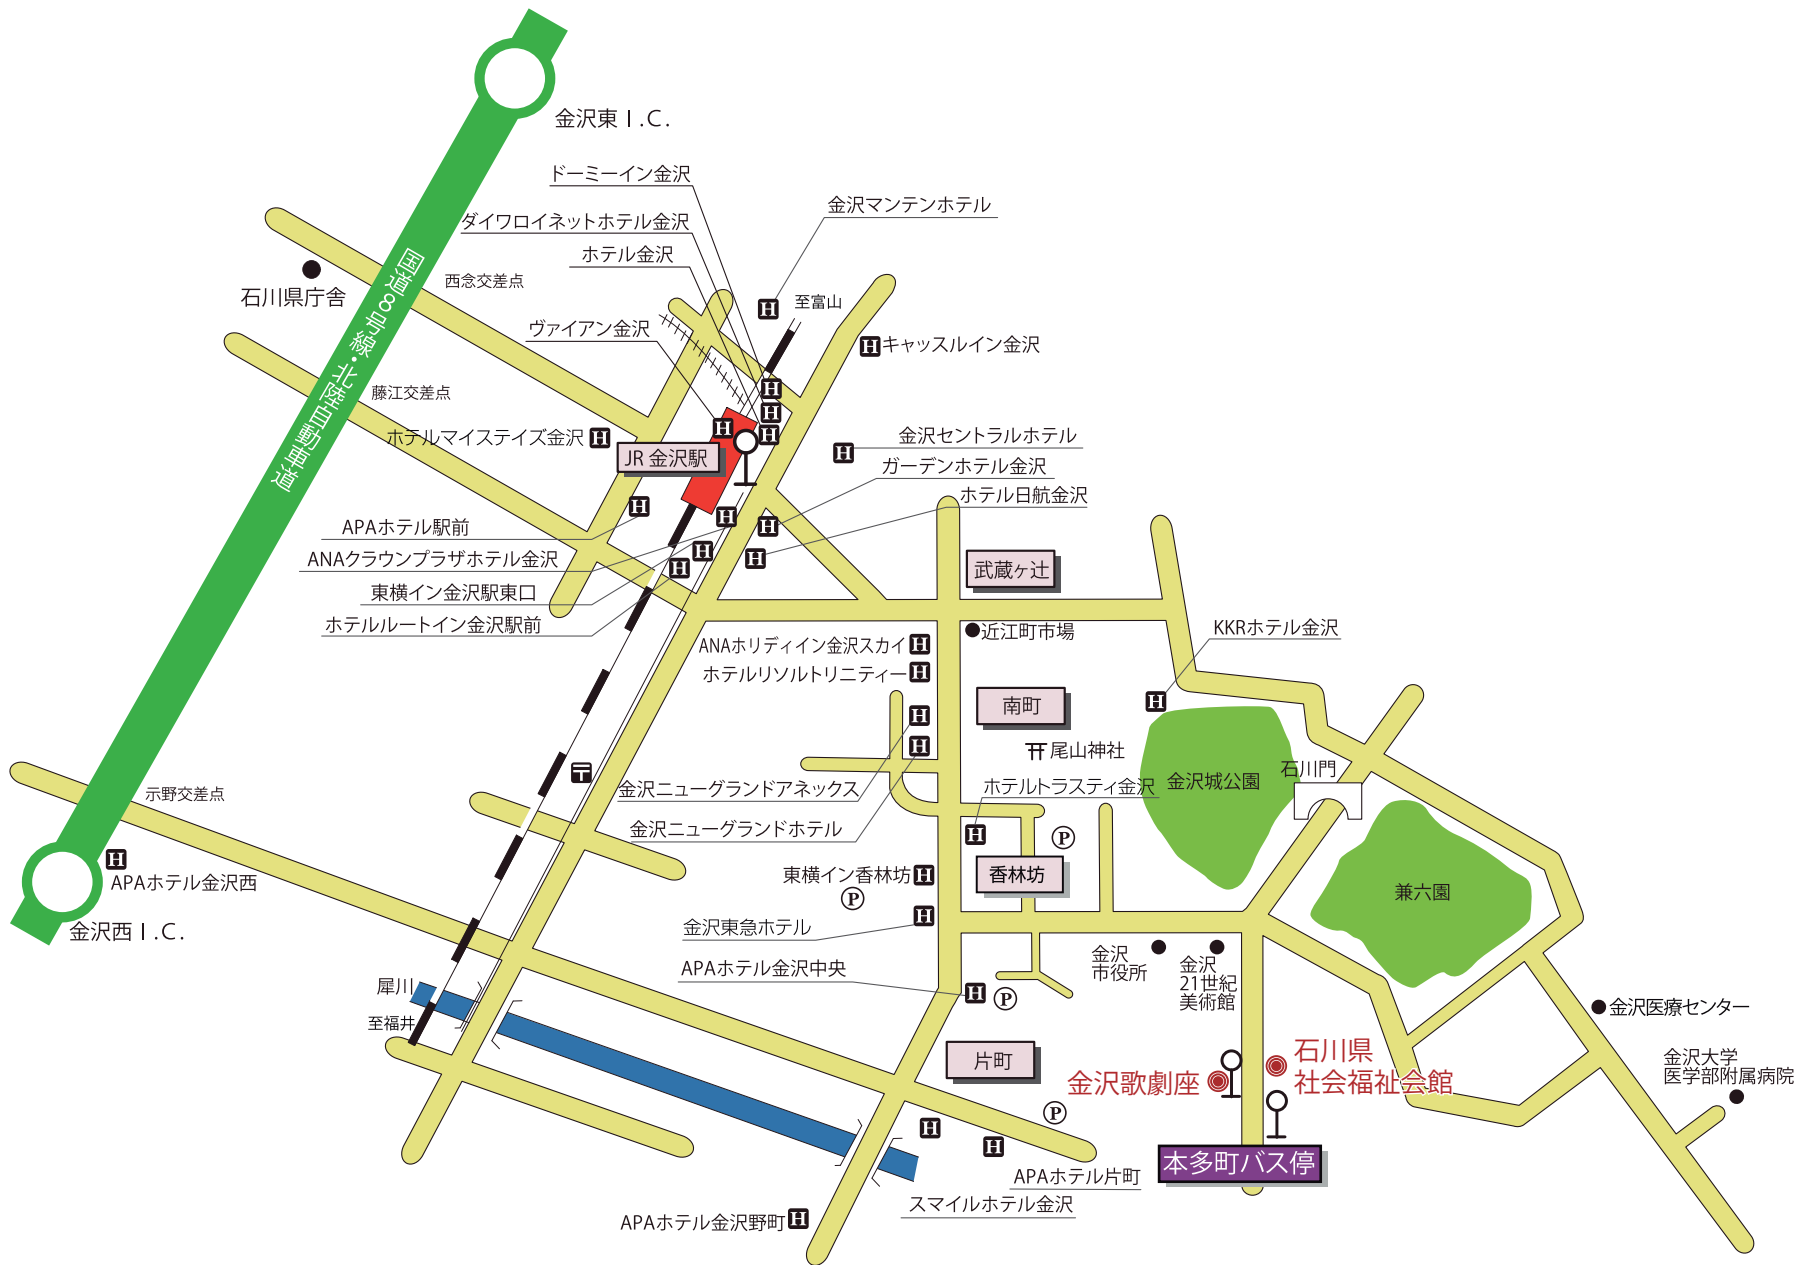 金沢東 I .C.
ドーミーイン金沢
金沢マンテンホテル
ダイワロイネットホテル金沢
ホテル金沢
国道8号線・北陸自動車道
西念交差点
石川県庁舎
至富山
ヴァイアン金沢
キャッスルイン金沢
藤江交差点
ホテルマイステイズ金沢
H
JR 金沢駅
金沢セントラルホテル
ガーデンホテル金沢
ホテル日航金沢
APAホテル駅前
ANAクラウンプラザホテル金沢
東横イン金沢駅東口
ホテルルートイン金沢駅前
武蔵ヶ辻
近江町市場
KKRホテル金沢
ANAホリディイン金沢スカイ
ホテルリソルトリニティー
南町
尾山神社
石川門
金沢城公園
ホテルトラスティ金沢
金沢ニューグランドアネックス
金沢ニューグランドホテル
示野交差点
P
香林坊
東横イン香林坊
P
兼六園
APAホテル金沢西
金沢西 I .C.
金沢東急ホテル
APAホテル金沢中央
P
金沢
市役所
金沢
21世紀
美術館
犀川
至福井
金沢医療センター
片町
金沢歌劇座
石川県
社会福祉会館
金沢大学
医学部附属病院
P
本多町バス停
APAホテル片町
スマイルホテル金沢
APAホテル金沢野町